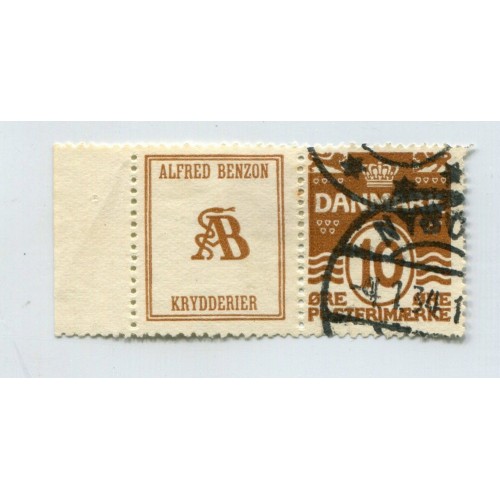 ALFRED BENZON
AB
KRYDDERIER
DANMARK
10
ØRE ØRE
POSTFRIMÆRKE